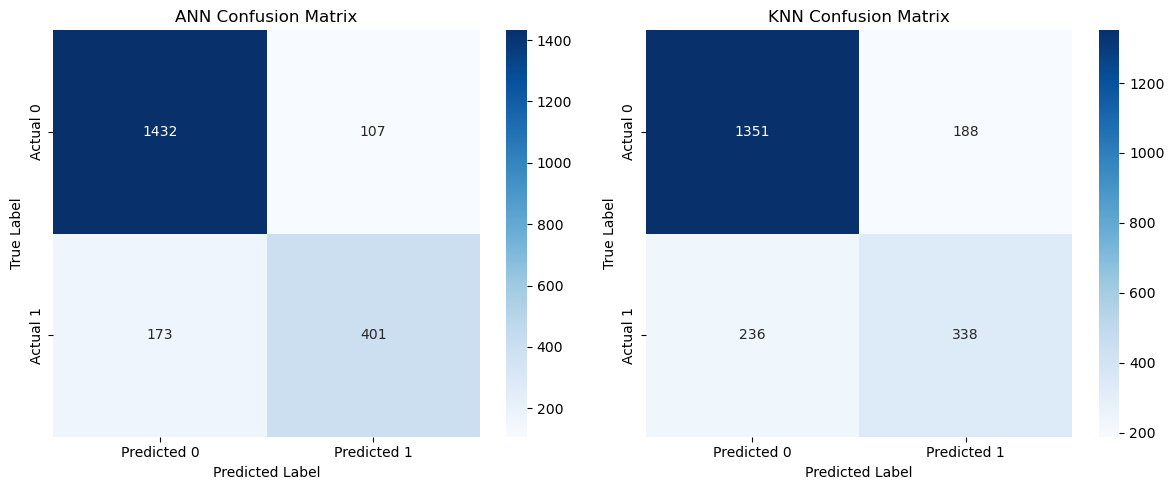 ANN Confusion Matrix
Actual 0
Actual 1
True Label
1432
107
173
401
Predicted 0
Predicted 1
Predicted Label
1400
1200
1000
800
600
400
200
KNN Confusion Matrix
Actual 0
Actual 1
True Label
1351
188
236
338
Predicted 0
Predicted 1
Predicted Label
1200
1000
800
600
400
200